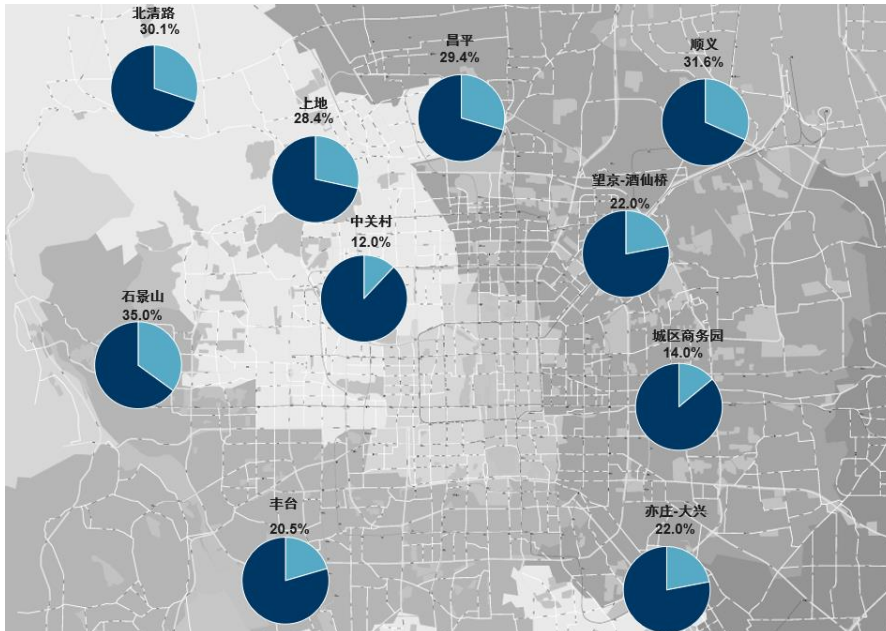 北清路
30.1%
昌平
29.4%
顺义
31.6%
上地
28.4%
望京-酒仙桥
22.0%
中关村
12.0%
石景山
35.0%
城区商务园
14.0%
丰台
20.5%
亦庄-大兴
22.0%